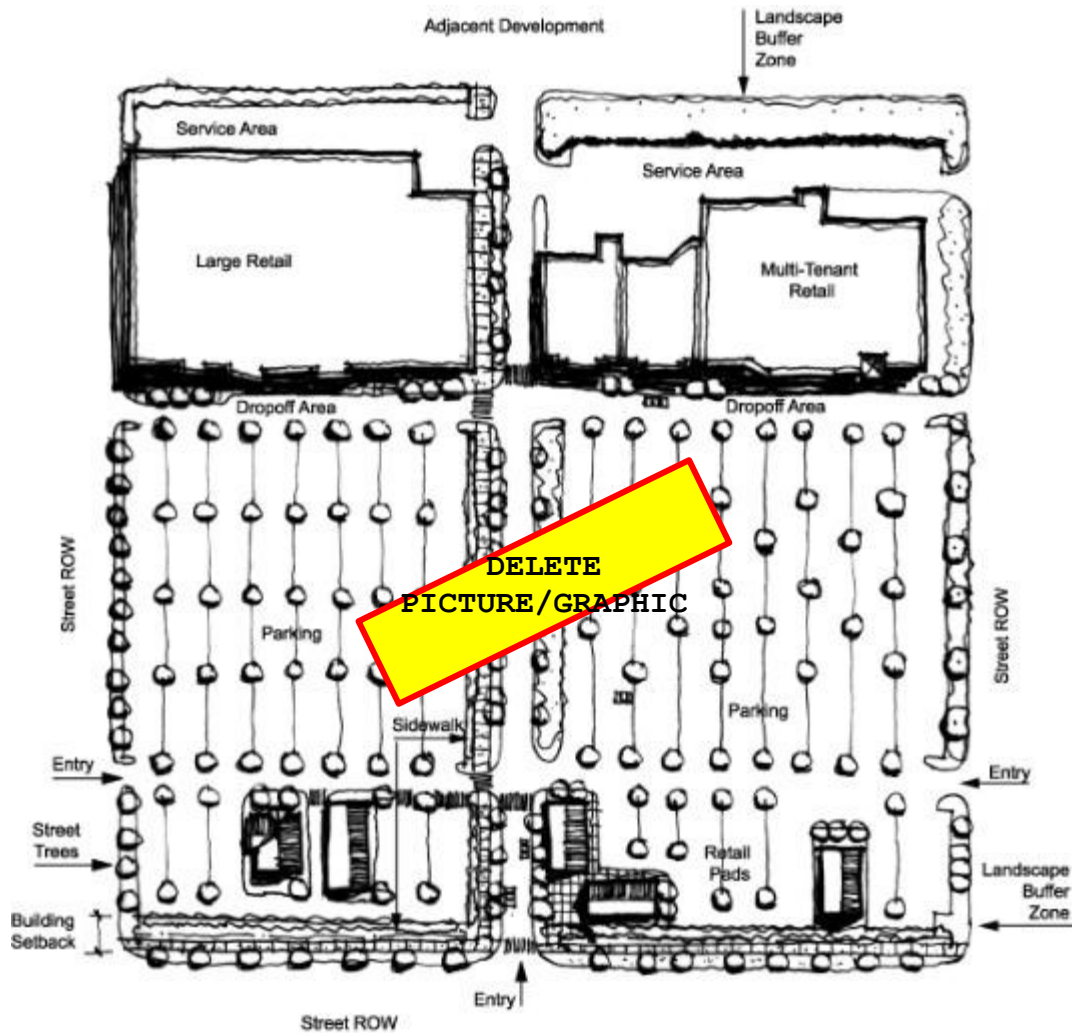 Adjacent Development
Landscape
Buffer
Zone
Service Area
Service Area
Large Retail
Multi-Tenant
Retail
Dropoff Area
Dropoff Area
Street ROW
DELETE
PICTURE/GRAPHIC
Parking
Street ROW
Parking
Sidewalk
Entry
Entry
Street
Trees
Retail
Pads
Landscape
Buffer
Zone
Building
Setback
Entry
Street ROW